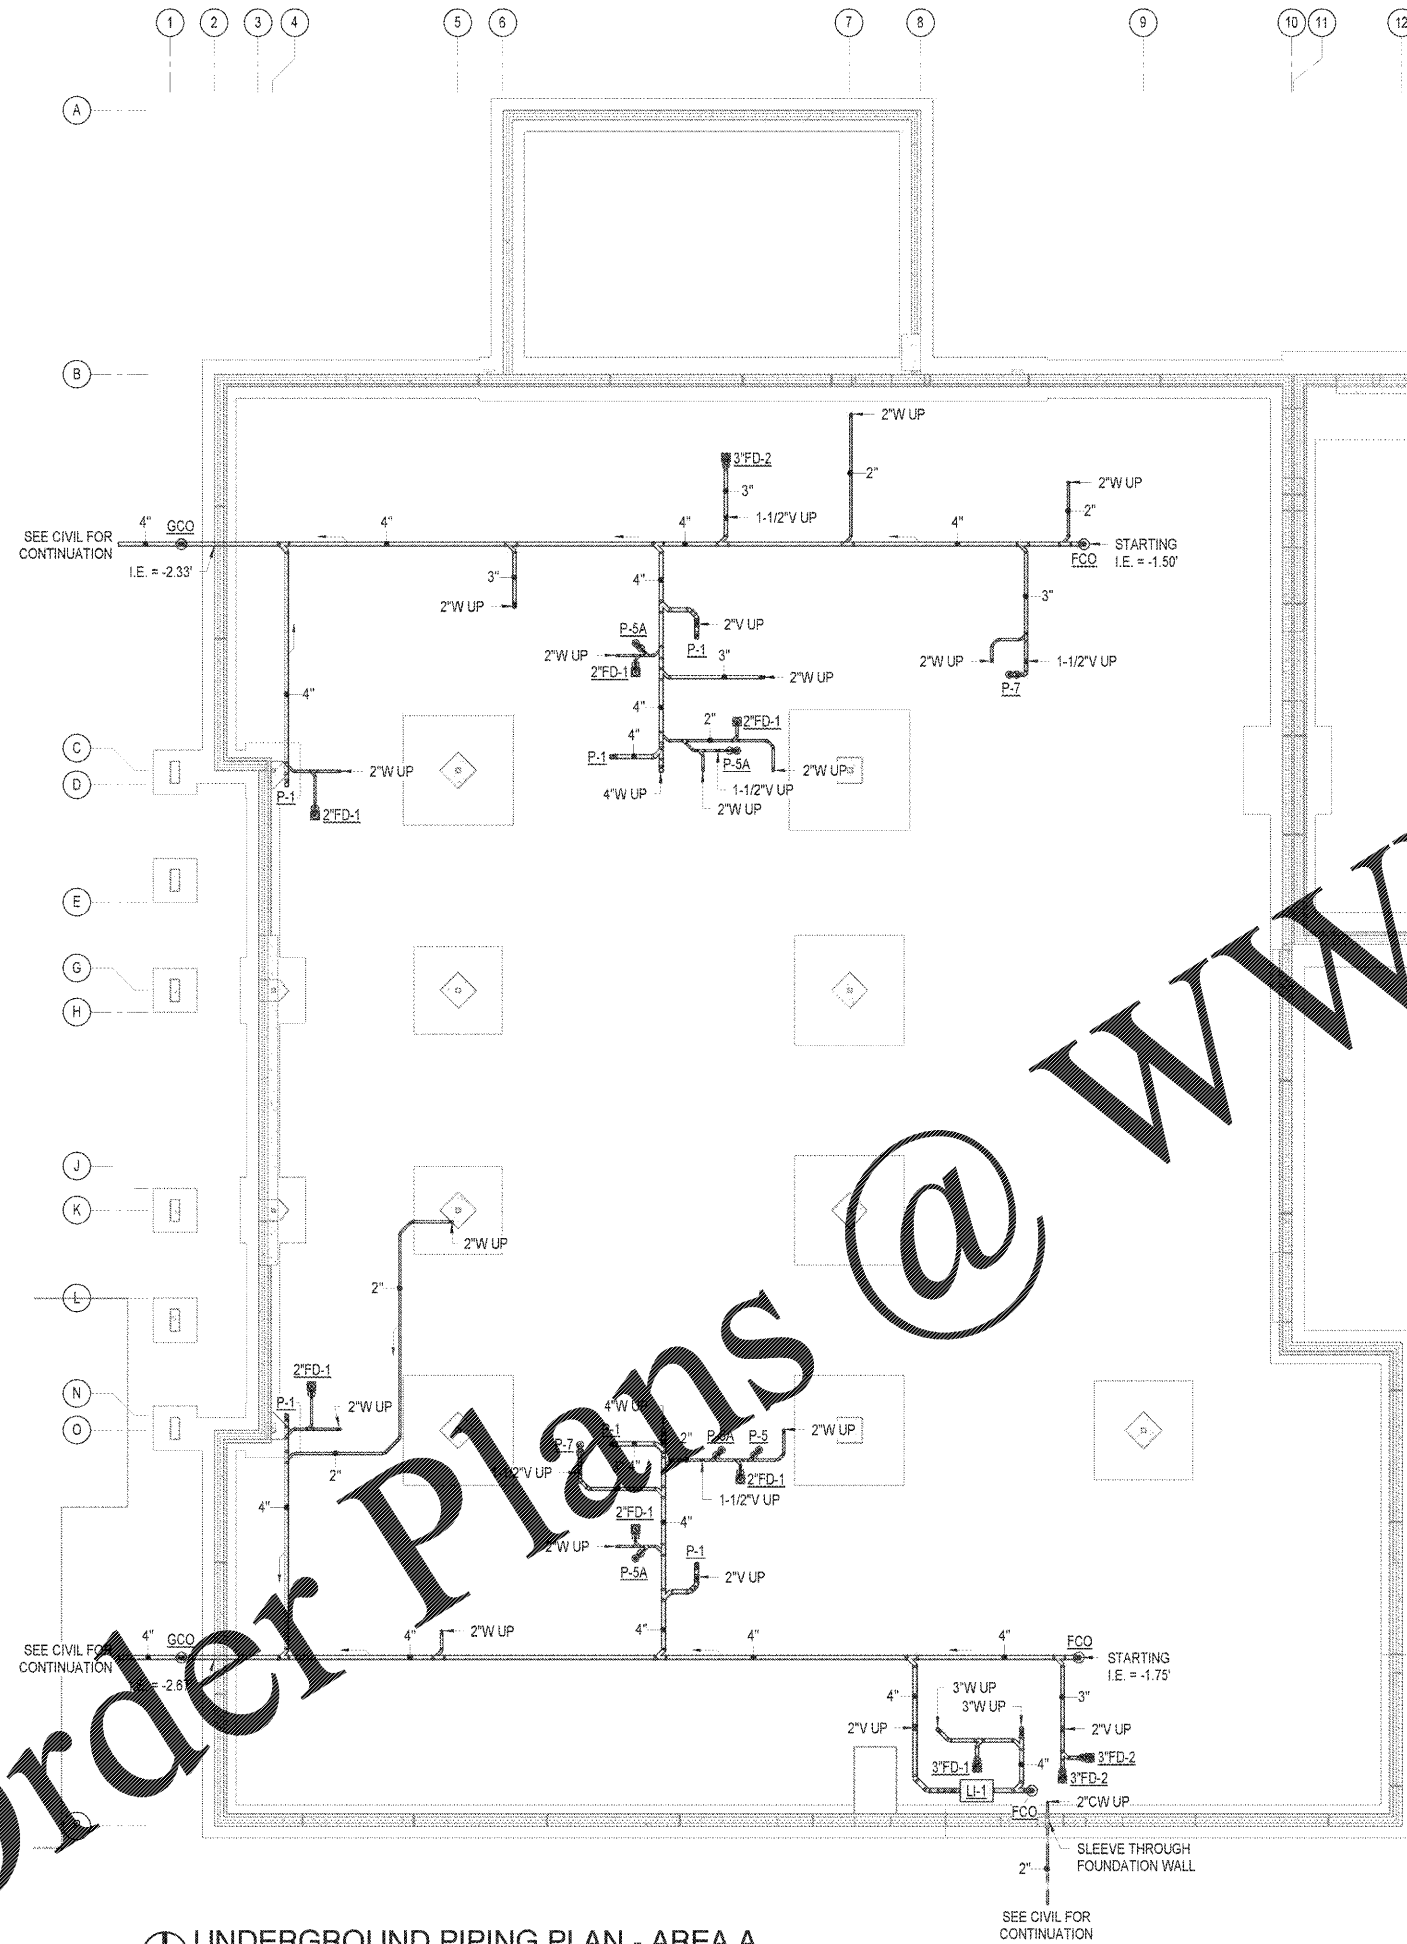 1 2 3 4 5 6 7 8 9 10 11 12
A
B
2"W UP
3"FD-2
2"W UP
2"
3"
1-1/2"V UP
2"
SEE CIVIL FOR
CONTINUATION
4"
GCO
4"
4"
4"
STARTING
I.E. = -1.50'
FCO
I.E. = -2.33'
3"
2"W UP
4"
3"
P-5A
2"V UP
P-1
2"W UP
2"FD-1
3"
2"W UP
2"W UP
1-1/2"V UP
P-7
4"
4"
4"
2"
2"FD-1
P-1
P-5A
2"W UP
4"W UP
1-1/2"V UP
2"W UP
C
D
2"W UP
P-1
2"FD-1
E
G
H
J
K
2"W UP
2"
L
N
O
2"FD-1
P-1
2"W UP
2"
4"
4"W UP
P-7
P-1
2"
P-5
2"W UP
4"
1-1/2"V UP
2"FD-1
1-1/2"V UP
2"FD-1
4"
2"W UP
P-5A
P-1
2"V UP
4"
SEE CIVIL FOR
CONTINUATION
4"
GCO
4"
2"W UP
4"
4"
FCO
STARTING
I.E. = -1.75'
4"
3"W UP
3"W UP
3"
2"V UP
2"V UP
3"FD-1
4"
3"FD-2
3"FD-2
LI-1
FCO
2"CW UP
SLEEVE THROUGH
FOUNDATION WALL
2"
SEE CIVIL FOR
CONTINUATION
UNDERGROUND PIPING PLAN - AREA A
Order Plans @ WW